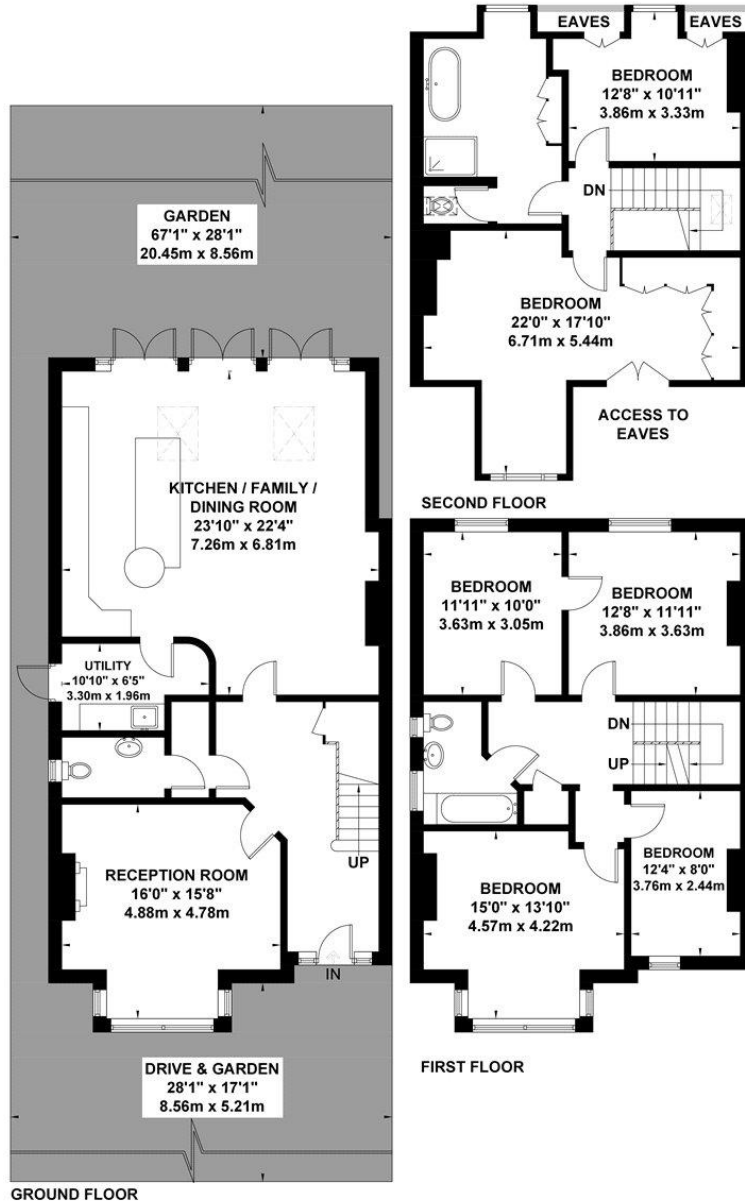 GARDEN
67'1" x 28'1"
20.45m x 8.56m
KITCHEN / FAMILY /
DINING ROOM
23'10" x 22'4"
7.26m x 6.81m
UTILITY
10'10" x 6'5"
3.30m x 1.96m
UP
RECEPTION ROOM
16'0" x 15'8"
4.88m x 4.78m
IN
DRIVE & GARDEN
28'1" x 17'1"
8.56m x 5.21m
GROUND FLOOR
EAVES
EAVES
BEDROOM
12'8" x 10'11"
3.86m x 3.33m
DN
BEDROOM
22'0" x 17'10"
6.71m x 5.44m
ACCESS TO
EAVES
SECOND FLOOR
BEDROOM
11'11" x 10'0"
3.63m x 3.05m
BEDROOM
12'8" x 11'11"
3.86m x 3.63m
DN
UP
BEDROOM
15'0" x 13'10"
4.57m x 4.22m
BEDROOM
12'4" x 8'0"
3.76m x 2.44m
FIRST FLOOR